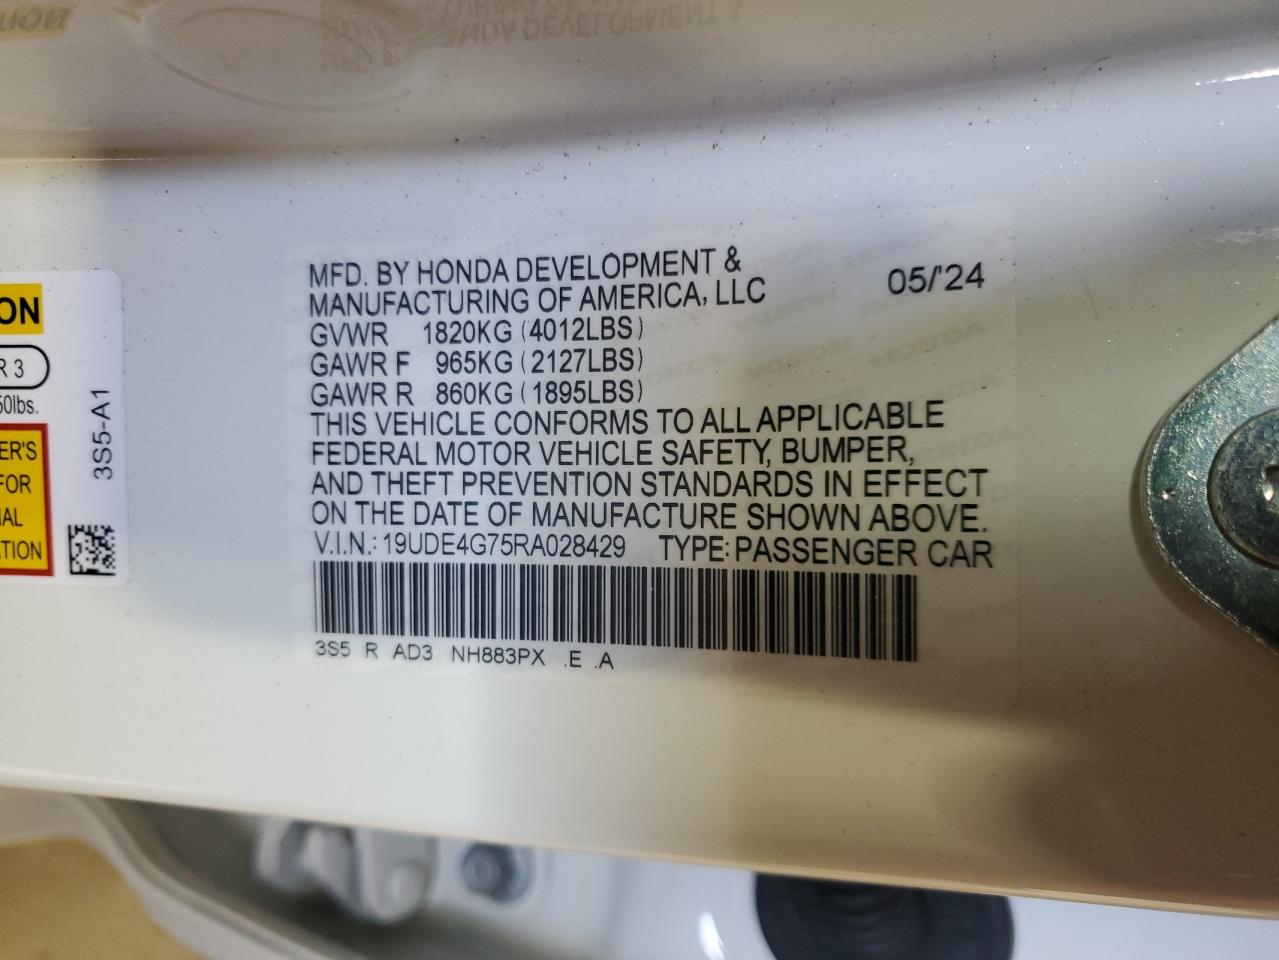 MFD. BY HONDA DEVELOPMENT &
MANUFACTURING OF AMERICA, LLC
05/'24
GVWR 1820KG (4012LBS)
GAWR F 965KG (2127LBS)
GAWR R 860KG (1895LBS)
THIS VEHICLE CONFORMS TO ALL APPLICABLE
FEDERAL MOTOR VEHICLE SAFETY, BUMPER,
AND THEFT PREVENTION STANDARDS IN EFFECT
ON THE DATE OF MANUFACTURE SHOWN ABOVE.
V.I.N.: 19UDE4G75RA028429 TYPE: PASSENGER CAR
3S5 R AD3 NH883PX .E .A
ON
R 3
50lbs.
ER'S
FOR
IAL
ATION
3S5-A1